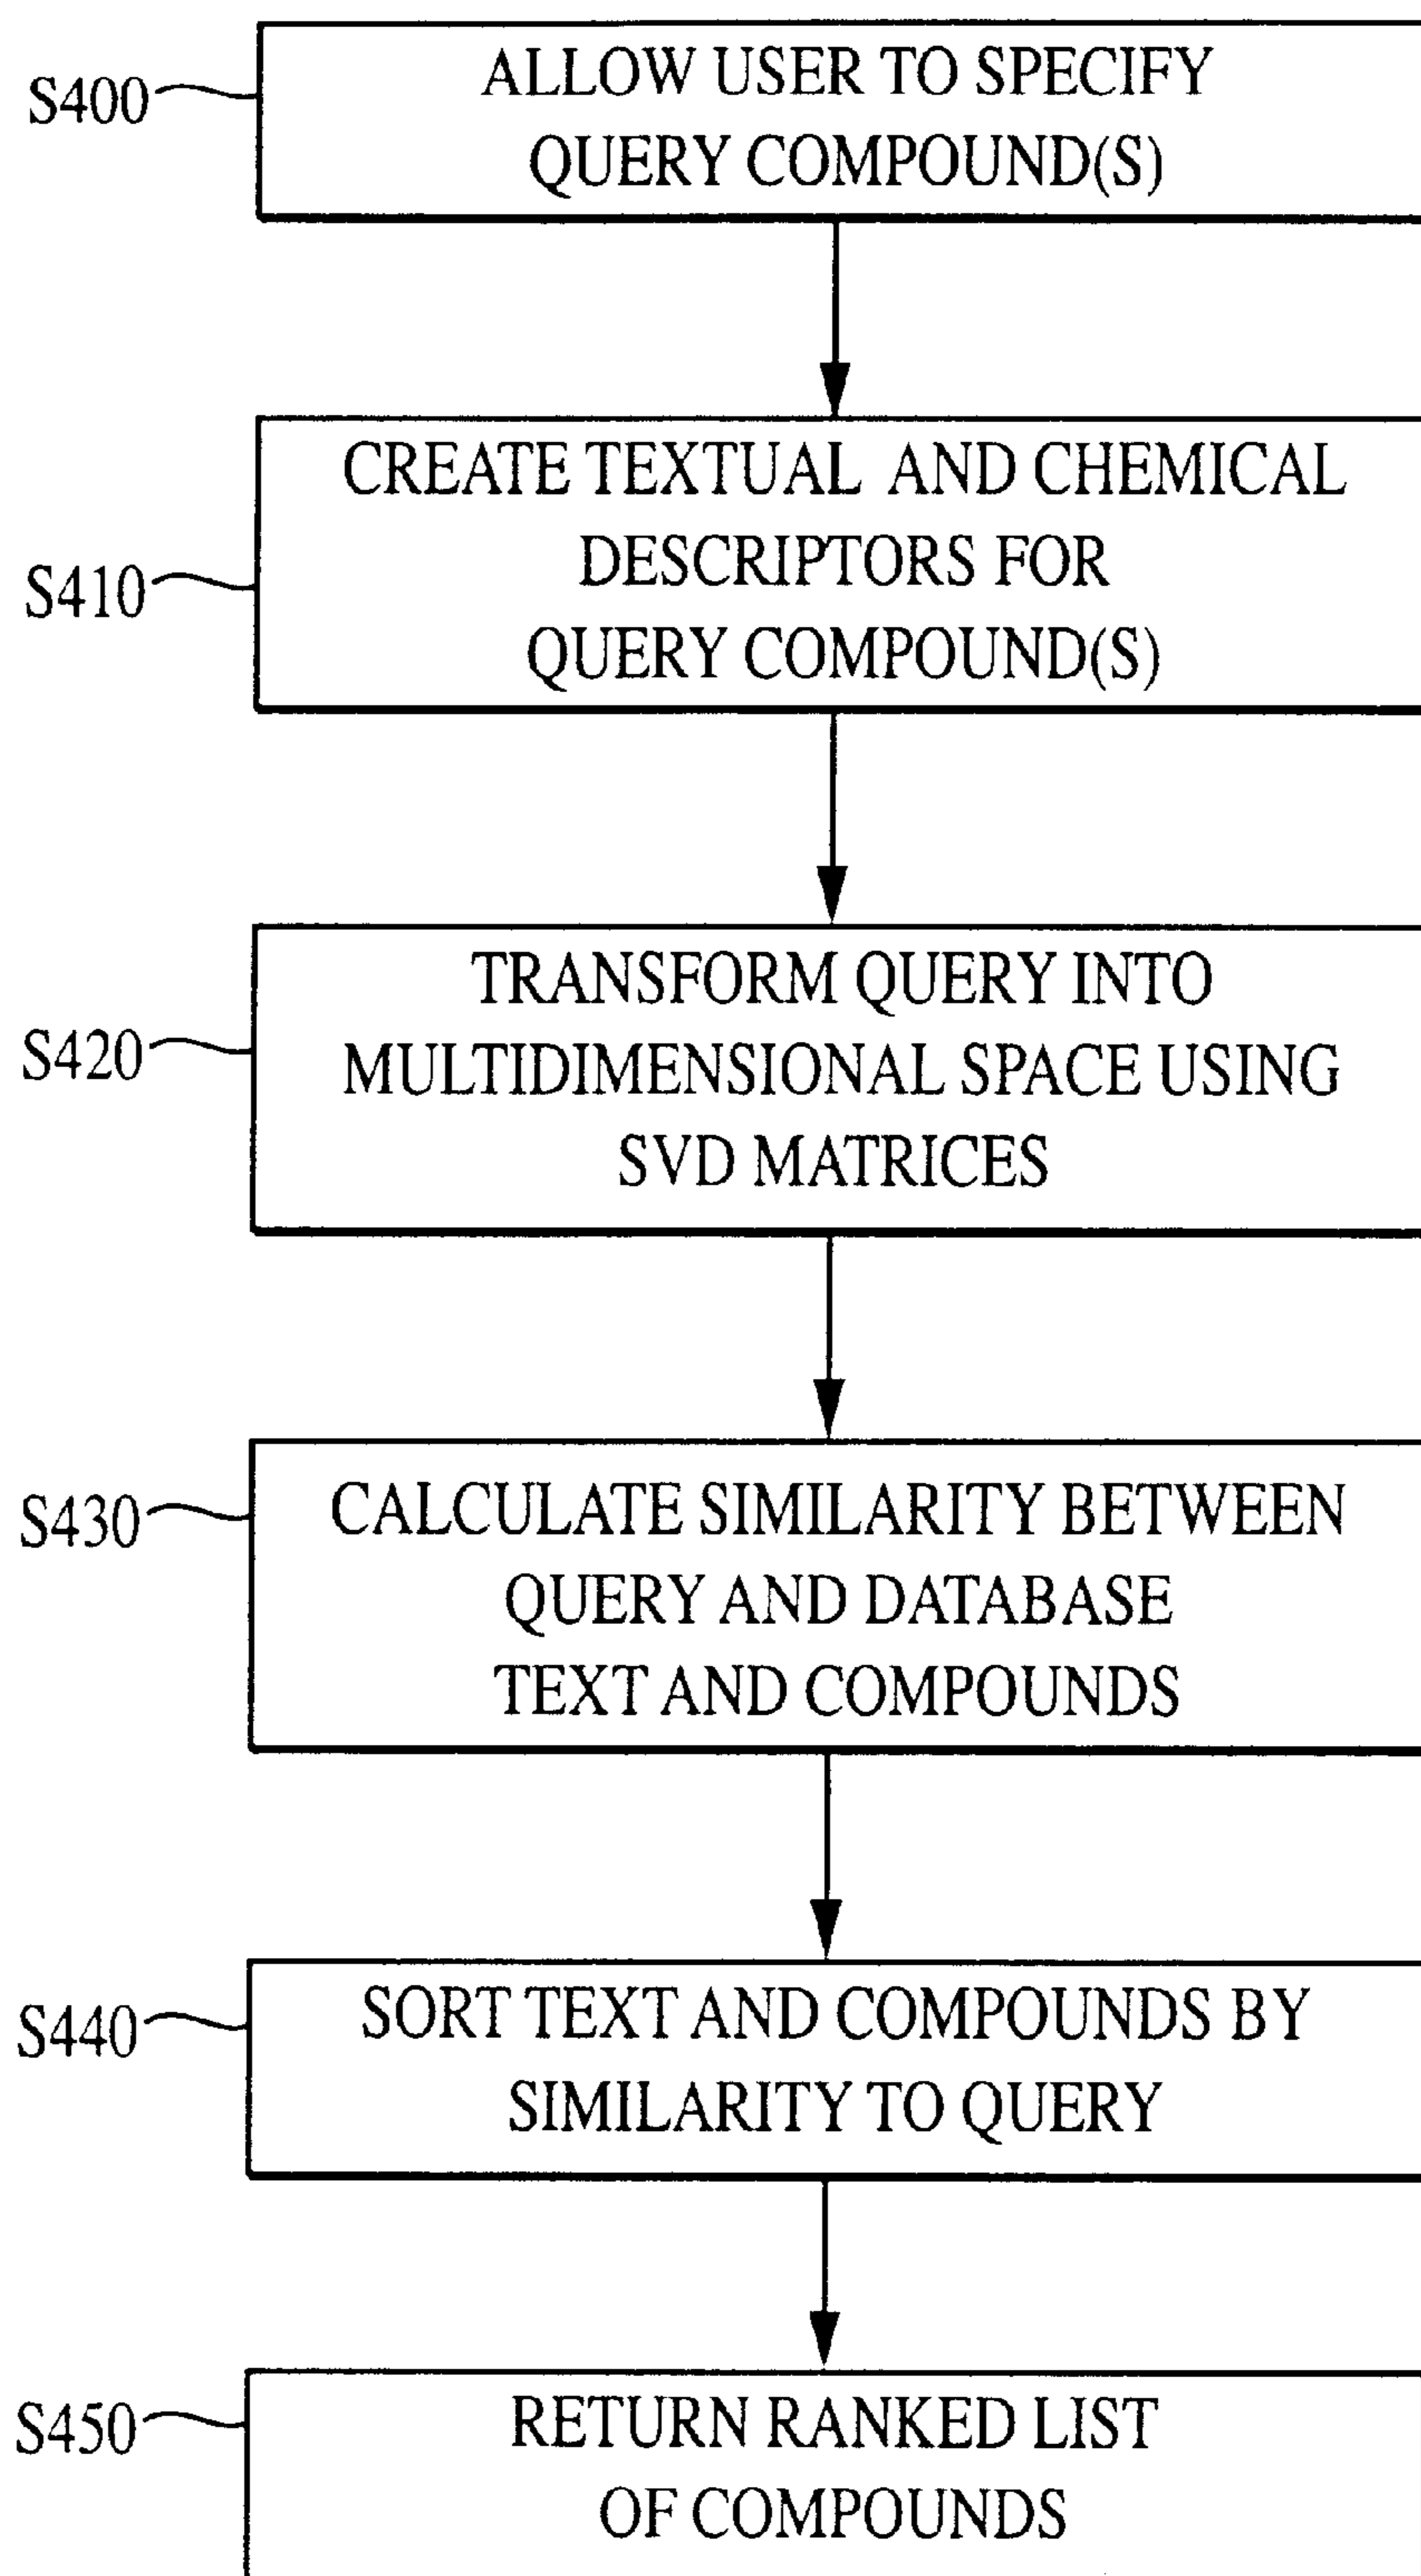 S400
ALLOW USER TO SPECIFY
QUERY COMPOUND(S)
S410
CREATE TEXTUAL AND CHEMICAL
DESCRIPTORS FOR
QUERY COMPOUND(S)
S420
TRANSFORM QUERY INTO
MULTIDIMENSIONAL SPACE USING
SVD MATRICES
S430
CALCULATE SIMILARITY BETWEEN
QUERY AND DATABASE
TEXT AND COMPOUNDS
S440
SORT TEXT AND COMPOUNDS BY
SIMILARITY TO QUERY
S450
RETURN RANKED LIST
OF COMPOUNDS